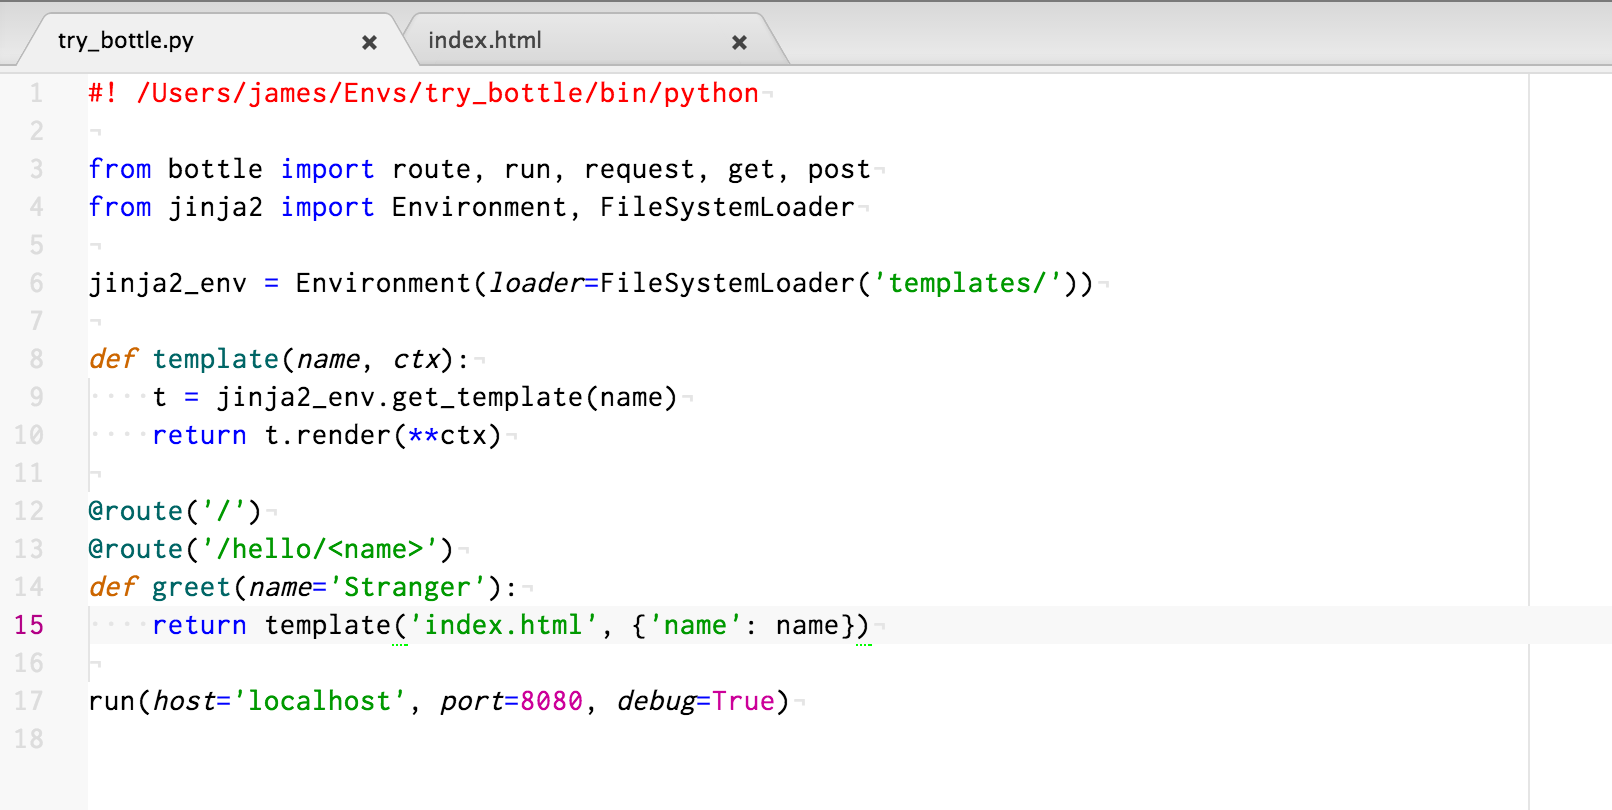 try_bottle.py × index.html ×
1 #! /Users/james/Envs/try_bottle/bin/python¬
2 ¬
3 from bottle import route, run, request, get, post¬
4 from jinja2 import Environment, FileSystemLoader¬
5 ¬
6 jinja2_env = Environment(loader=FileSystemLoader('templates/'))¬
7 ¬
8 def template(name, ctx):¬
9 ····t = jinja2_env.get_template(name)¬
10 ····return t.render(**ctx)¬
11 ¬
12 @route('/')¬
13 @route('/hello/<name>')¬
14 def greet(name='Stranger'):¬
15 ····return template('index.html', {'name': name})¬
16 ¬
17 run(host='localhost', port=8080, debug=True)¬
18